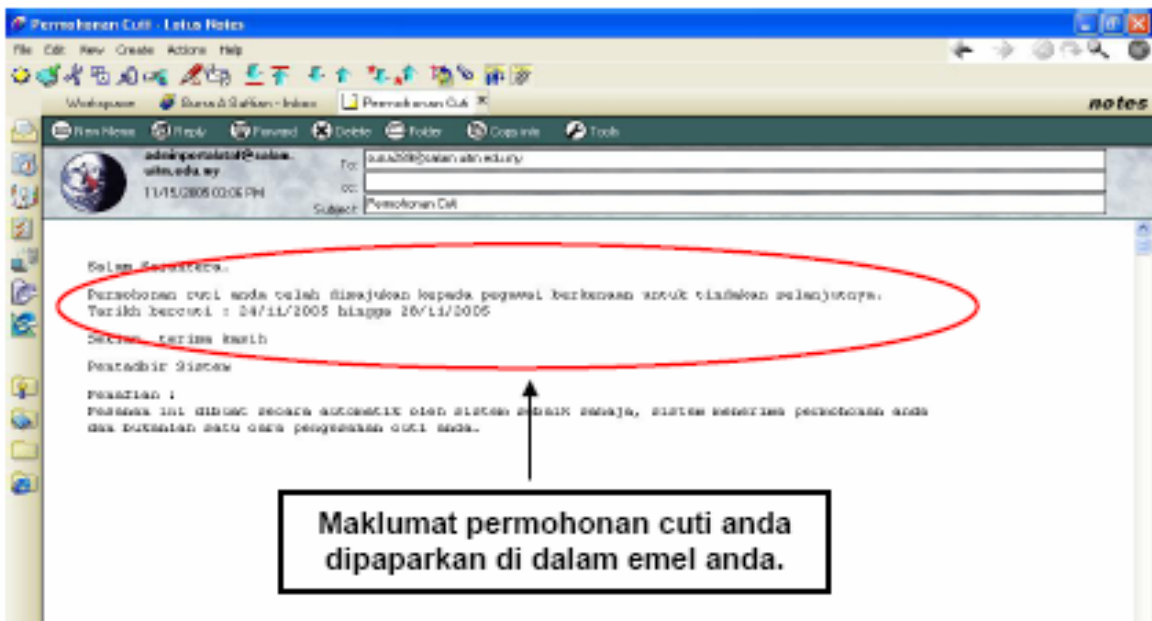 Permohonan Cuti - Lotus Notes
File Edit View Create Actions Help
Workspace - Inbox Permohonan Cuti
notes
New Memo Reply Forward Delete Folder Copy into Tools
adminportalstaf@salam.
uitm.edu.my
11/15/2005 03:06 PM
To:
cc:
Subject: Permohonan Cuti
Salam Sejahtera.
Permohonan cuti anda telah dimajukan kepada pegawai berkenaan untuk tindakan selanjutnya.
Tarikh bercuti : 24/11/2005 hingga 28/11/2005
Sekian, terima kasih
Pentadbir Sistem
Penafian :
Pesanan ini dibuat secara automatik oleh sistem sebaik sahaja, sistem menerima permohonan anda
dan bukanlah satu cara pengesahan cuti anda.
Maklumat permohonan cuti anda
dipaparkan di dalam emel anda.